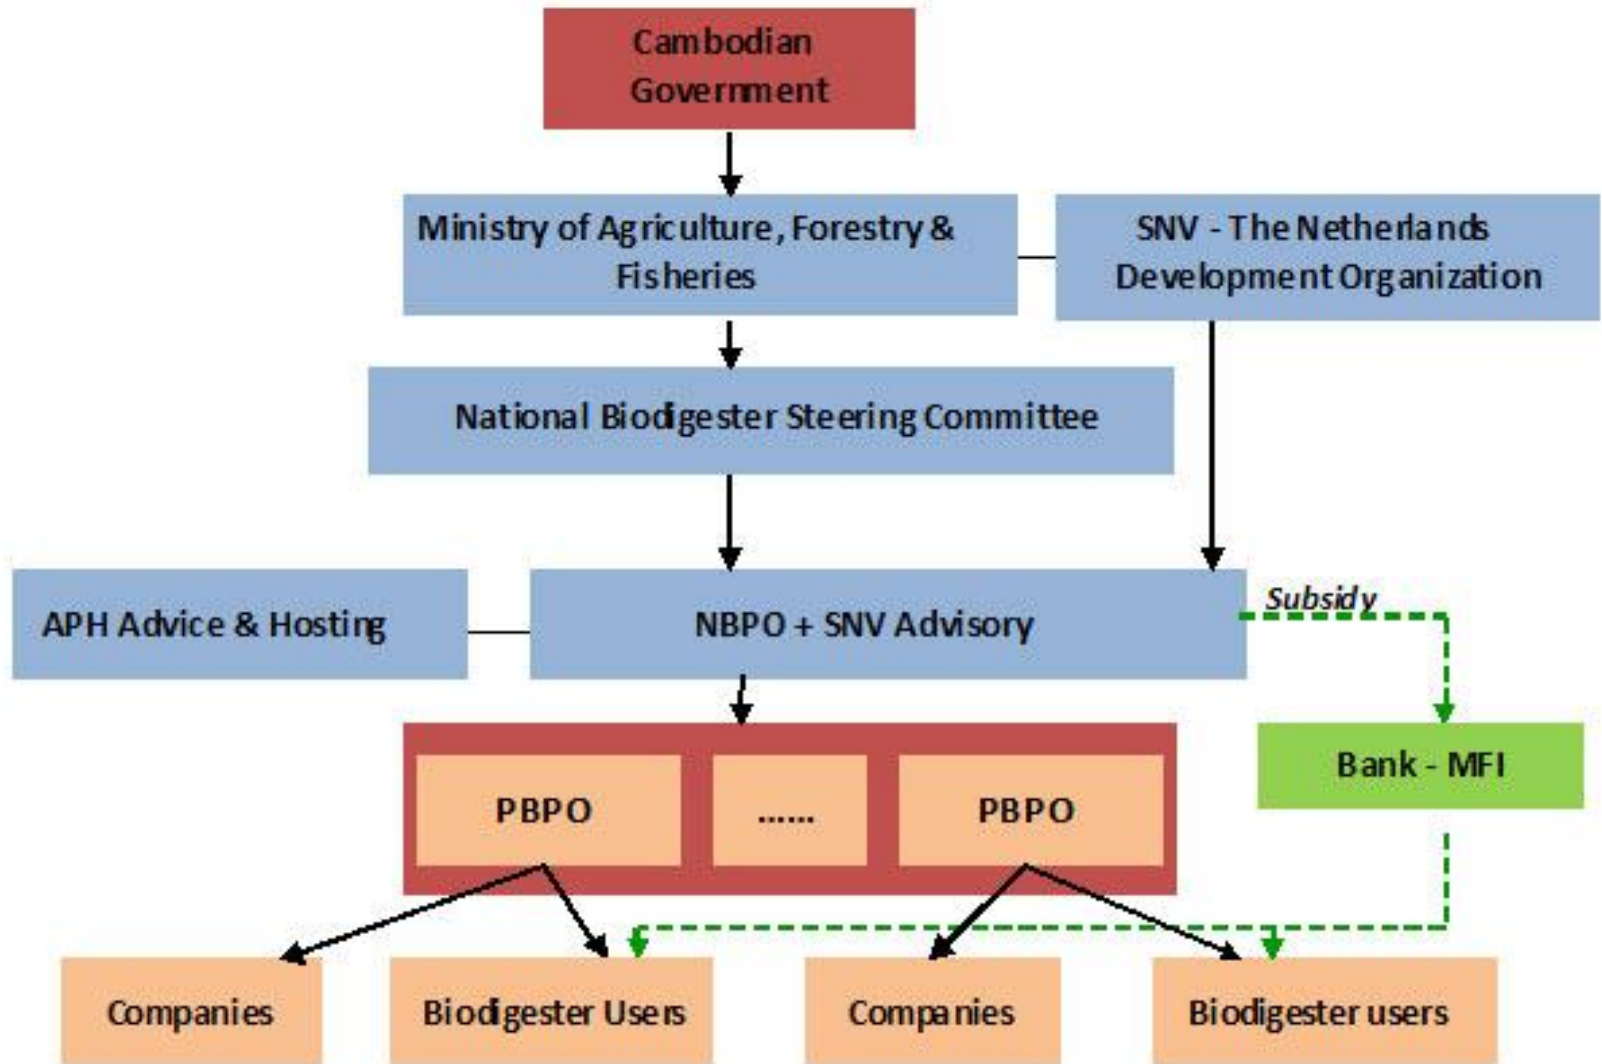 Cambodian
Government
Ministry of Agriculture, Forestry &
Fisheries
SNV - The Netherlands
Development Organization
National Biodigester Steering Committee
APH Advice & Hosting
NBPO + SNV Advisory
Subsidy
Bank - MFI
PBPO
......
PBPO
Companies
Biodigester Users
Companies
Biodigester users